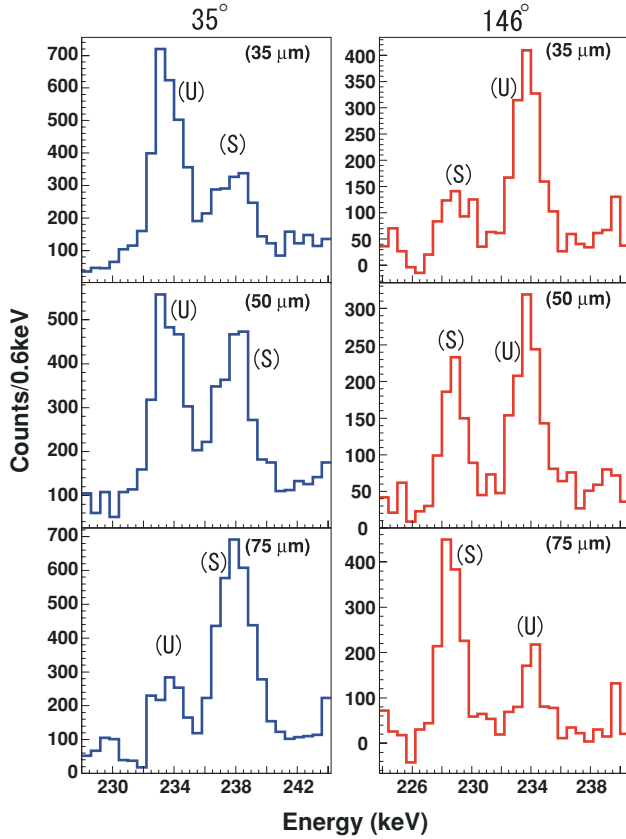 35° 146°
(35 μm) (35 μm)
700 400
600 350
(U) (U)
500 300
400 (S) 250
300 200
200 (S) 150
100 100
50
0
(50 μm) (50 μm)
500 (U) 300
400 (S) (S) (U) 250
300 200
200 150
100 100
50
0
Counts/0.6keV
700 (75 μm) (75 μm)
600 (S) (S)
500 400
400 300
300 (U) (U) 200
200 100
100 0
0
230 234 238 242 226 230 234 238
Energy (keV)